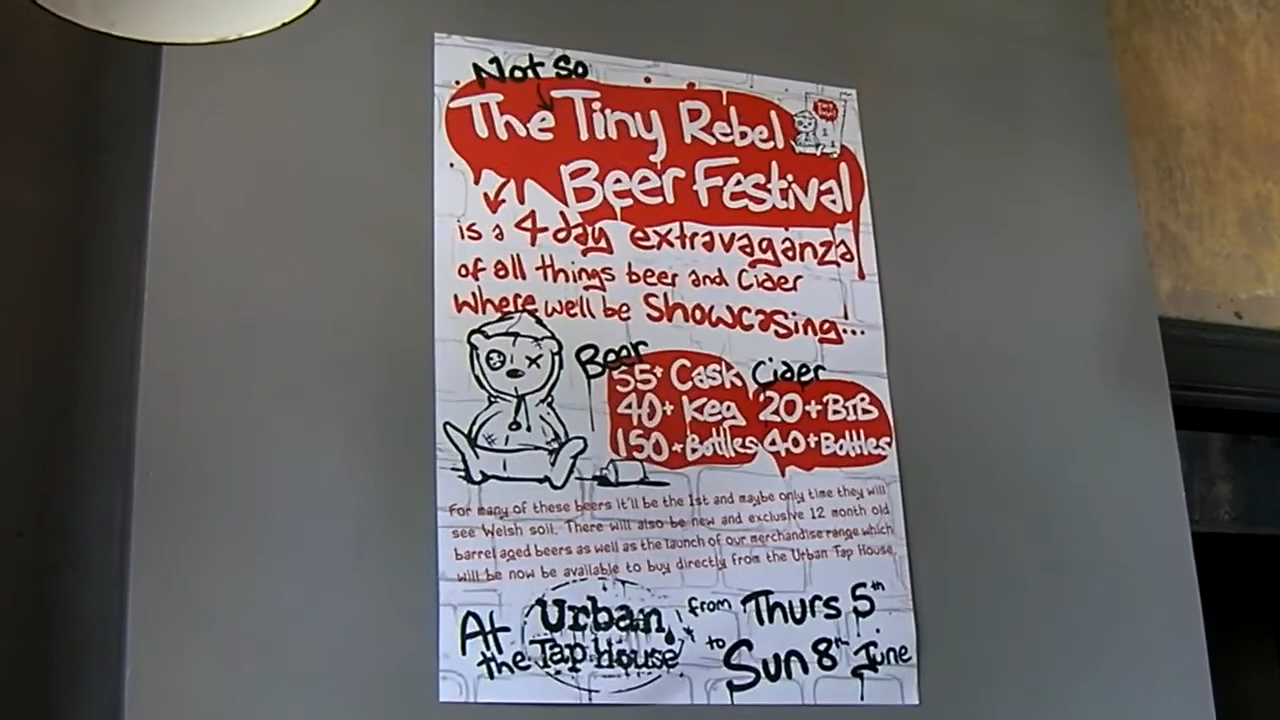 Not so
The Tiny Rebel
Beer Festival
is a 4 day extravaganza
of all things beer and Cider
where we'll be Showcasing...
Beer
55+ Cask
40+ Keg
150+Bottles
Cider
20+BIB
40+Bottles
For many of these beers it'll be the 1st and maybe only time they will
see Welsh soil. There will also be new and exclusive 12 month old
barrel aged beers as well as the launch of our merchandise range which
will be now be available to buy directly from the Urban Tap House
At the
Urban
Tap House
from Thurs 5th
to Sun 8th June